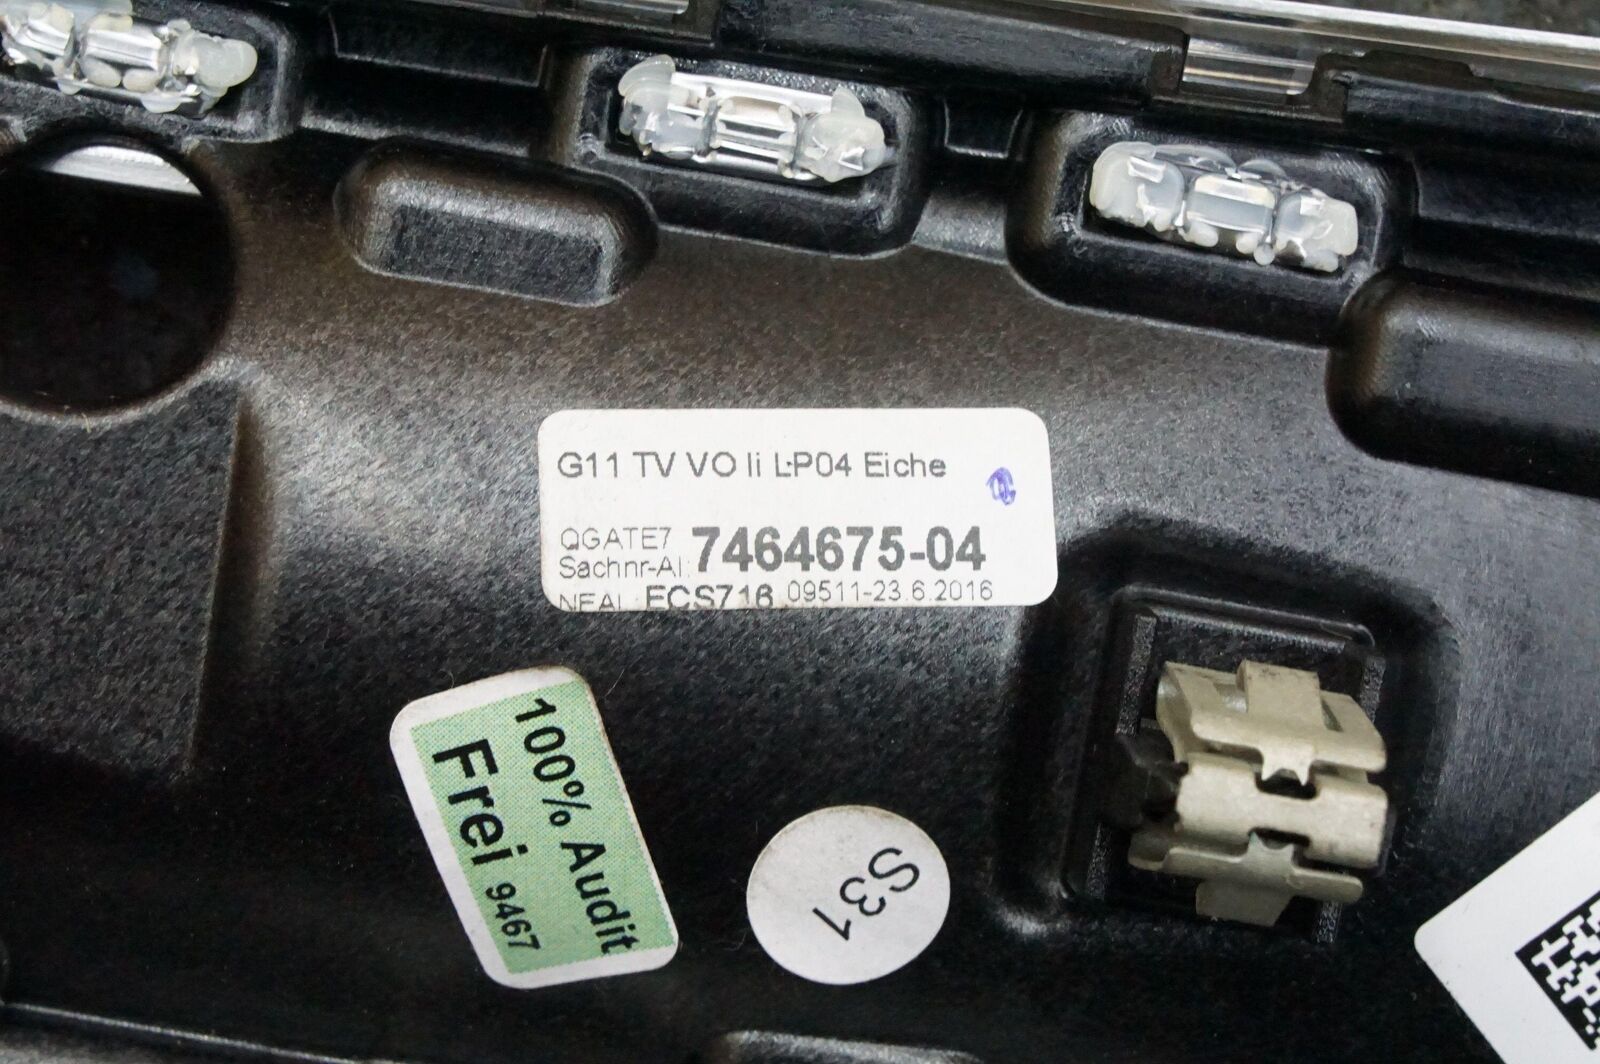 G11 TV VO li L-P04 Eiche
QGATE7
Sachnr-AI: 7464675-04
NEAL ECS716 09511-23.6.2016
100% Audit
Frei 9467
S31